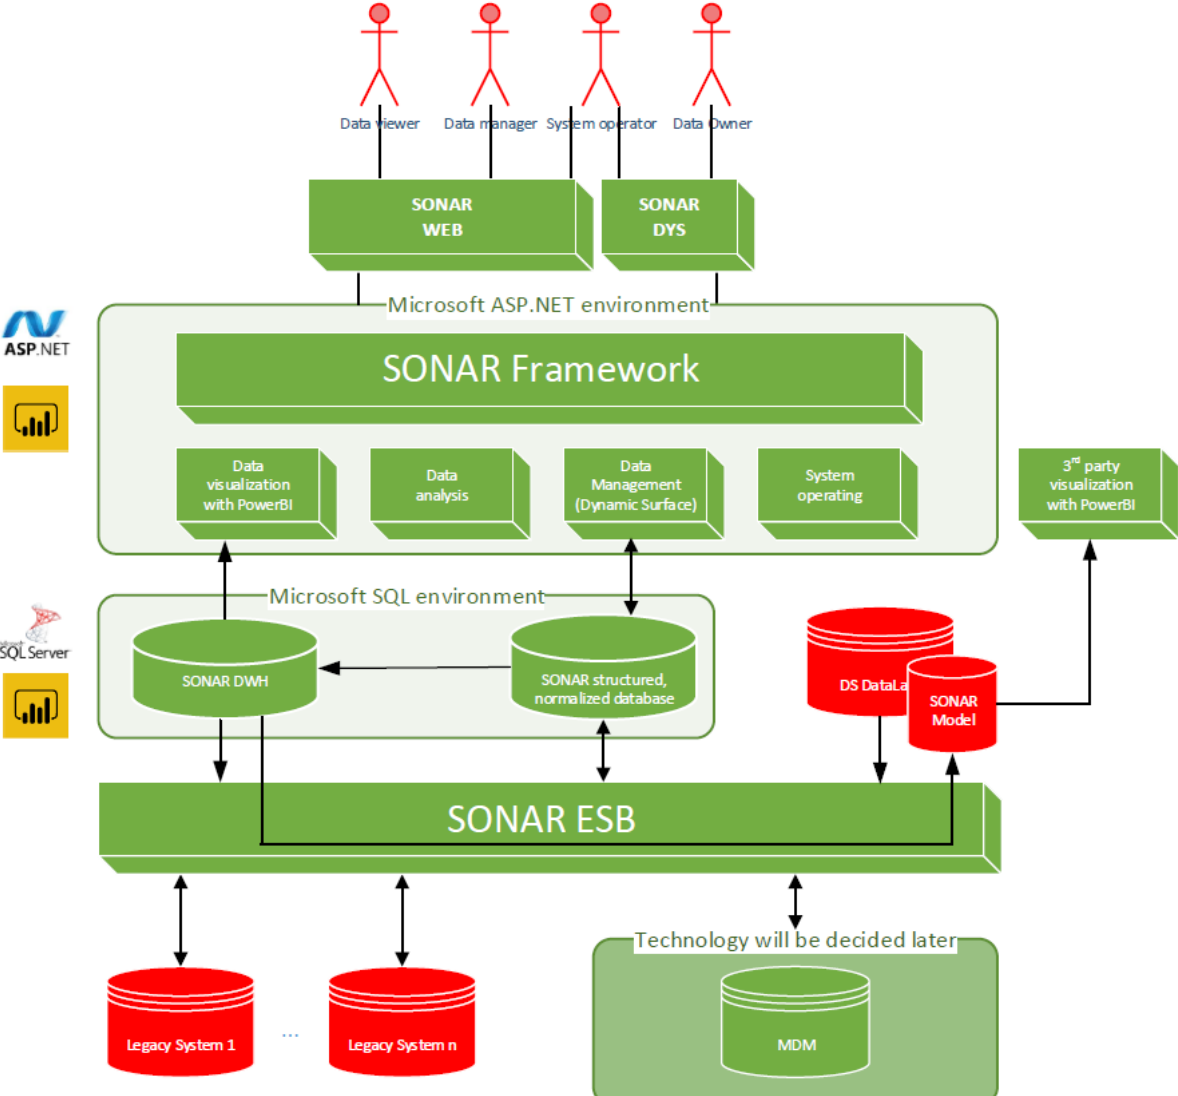 Data viewer
Data manager
System operator
Data Owner
SONAR
WEB
SONAR
DYS
Microsoft ASP.NET environment
ASP.NET
SONAR Framework
Data
visualization
with PowerBI
Data
analysis
Data
Management
(Dynamic Surface)
System
operating
3rd party
visualization
with PowerBI
Microsoft SQL environment
SQL Server
SONAR DWH
SONAR structured,
normalized database
DS DataLa
SONAR
Model
SONAR ESB
Technology will be decided later
Legacy System 1
...
Legacy System n
MDM